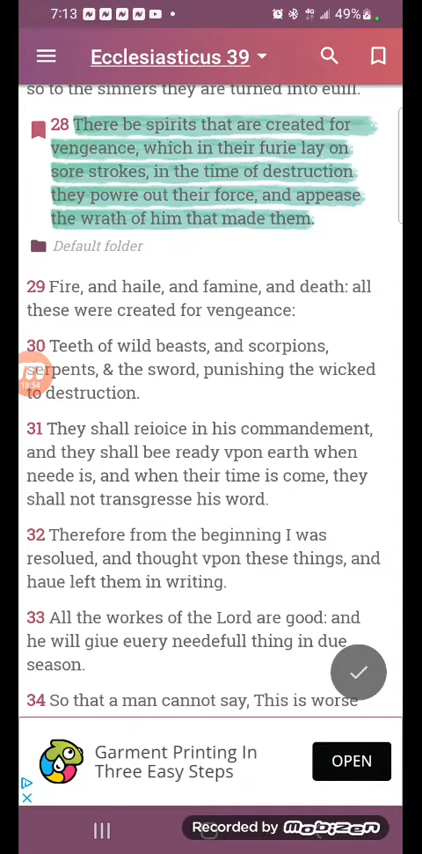 7:13 49%
Ecclesiasticus 39
so to the sinners they are turned into euill.
28 There be spirits that are created for
vengeance, which in their furie lay on
sore strokes, in the time of destruction
they powre out their force, and appease
the wrath of him that made them.
Default folder
29 Fire, and haile, and famine, and death: all
these were created for vengeance:
30 Teeth of wild beasts, and scorpions,
serpents, & the sword, punishing the wicked
to destruction.
31 They shall reioice in his commandement,
and they shall bee ready vpon earth when
neede is, and when their time is come, they
shall not transgresse his word.
32 Therefore from the beginning I was
resolued, and thought vpon these things, and
haue left them in writing.
33 All the workes of the Lord are good: and
he will giue euery needefull thing in due
season.
34 So that a man cannot say, This is worse
Garment Printing In
Three Easy Steps
OPEN
Recorded by Mobizen